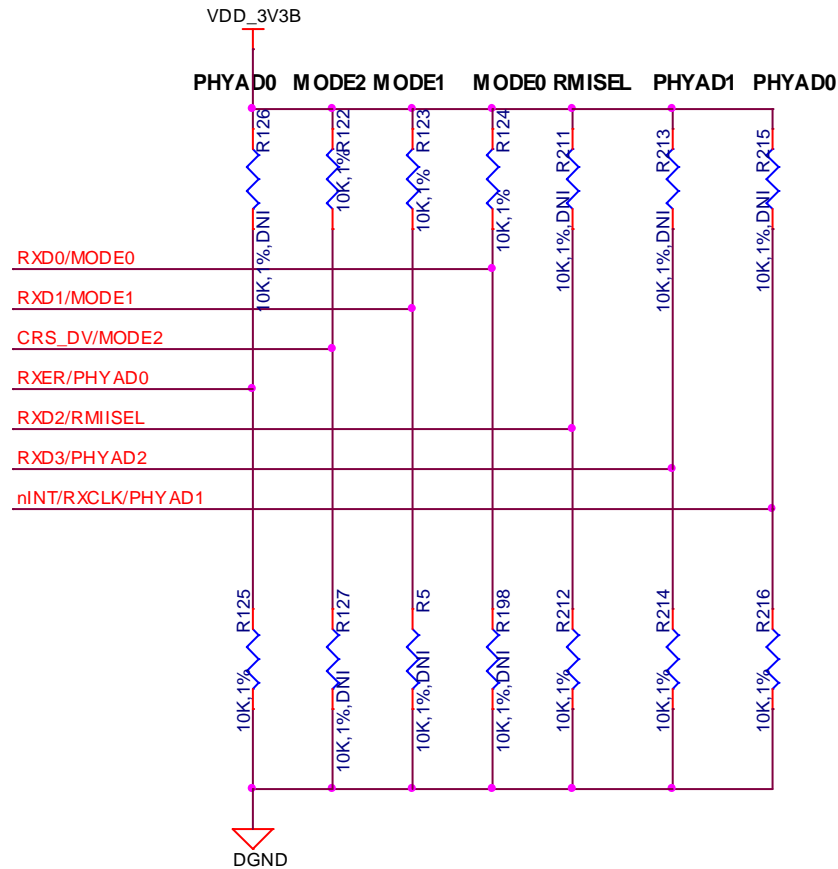 VDD_3V3B
PHYAD0 MODE2 MODE1 MODE0 RMISEL PHYAD1 PHYAD0
R126
R122
R123
R124
R211
R213
R215
10K,1%,DNI
10K,1%
10K,1%
10K,1%
10K,1%,DNI
10K,1%,DNI
10K,1%,DNI
RXD0/MODE0
RXD1/MODE1
CRS_DV/MODE2
RXER/PHYAD0
RXD2/RMIISEL
RXD3/PHYAD2
nINT/RXCLK/PHYAD1
R125
R127
R5
R198
R212
R214
R216
10K,1%
10K,1%,DNI
10K,1%,DNI
10K,1%,DNI
10K,1%
10K,1%
10K,1%
DGND